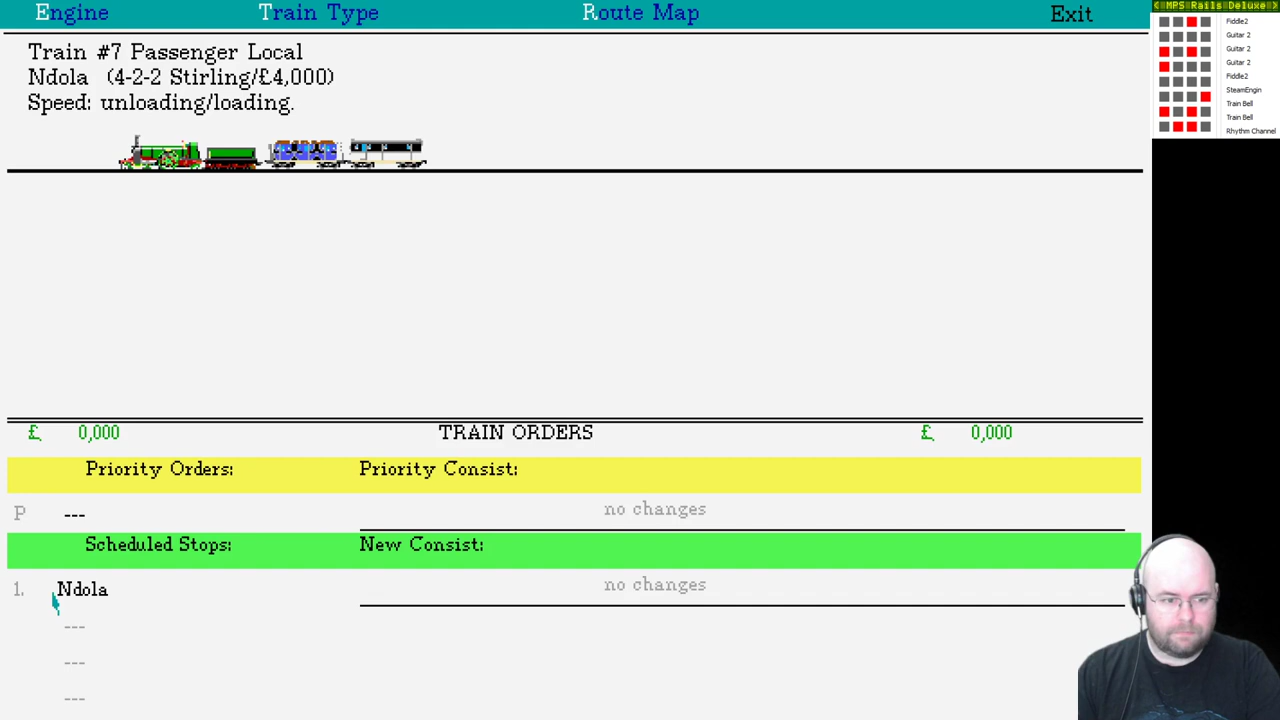 Engine Train Type Route Map Exit
Train #7 Passenger Local
Ndola (4-2-2 Stirling/£4,000)
Speed: unloading/loading.
£ 0,000 TRAIN ORDERS £ 0,000
Priority Orders: Priority Consist:
P --- no changes
Scheduled Stops: New Consist:
1. Ndola no changes
---
---
---
< MPS Rails Deluxe >
Fiddle2
Guitar 2
Guitar 2
Guitar 2
Fiddle2
SteamEngin
Train Bell
Train Bell
Rhythm Channel